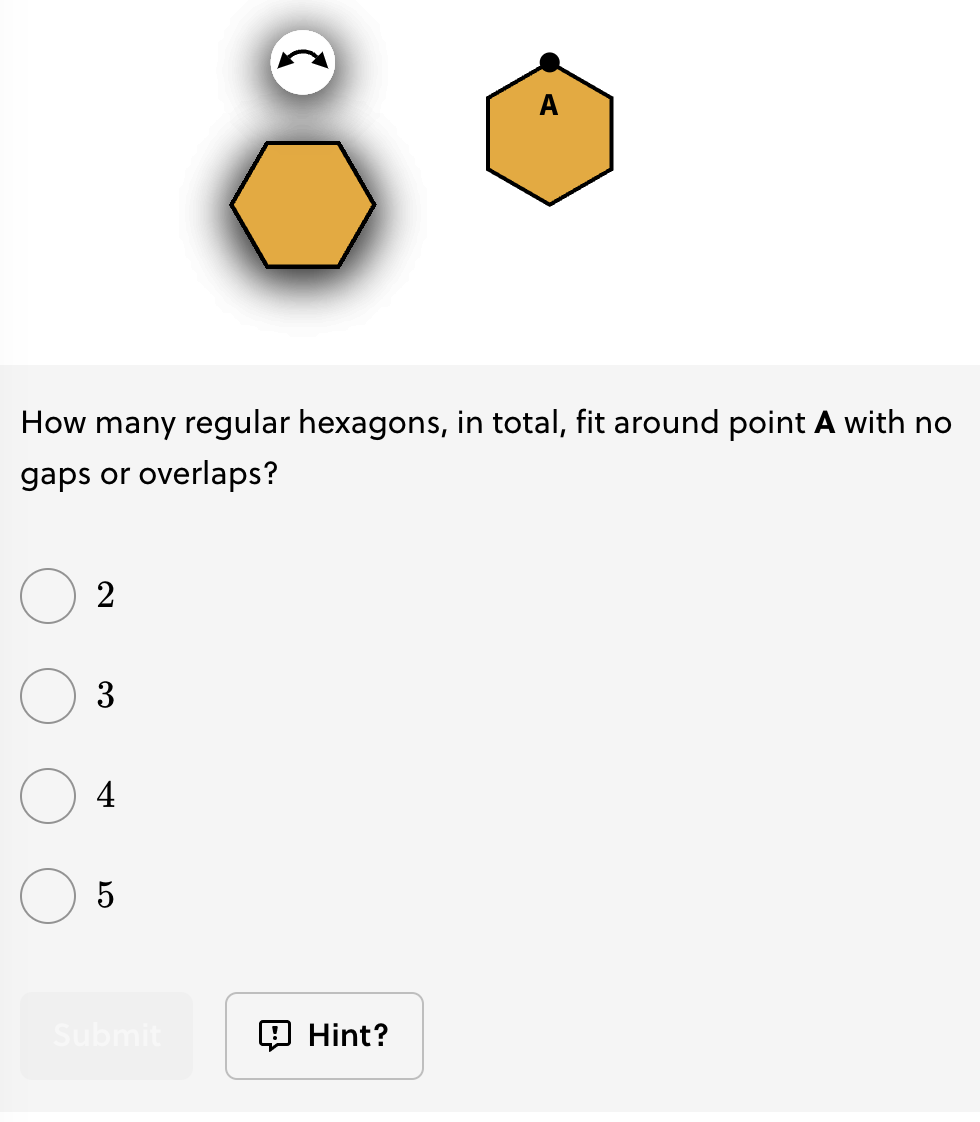 A
How many regular hexagons, in total, fit around point A with no
gaps or overlaps?
2
3
4
5
Submit
Hint?